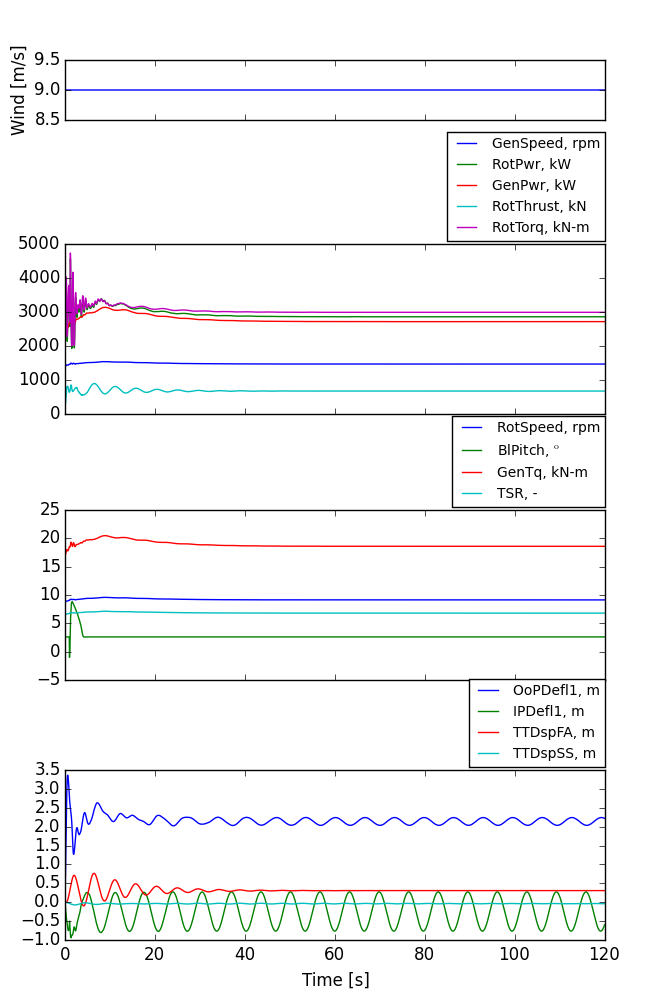 Wind [m/s]
9.5
9.0
8.5
GenSpeed, rpm
RotPwr, kW
GenPwr, kW
RotThrust, kN
RotTorq, kN-m
5000
4000
3000
2000
1000
0
RotSpeed, rpm
BlPitch, °
GenTq, kN-m
TSR, -
25
20
15
10
5
0
−5
OoPDefl1, m
IPDefl1, m
TTDspFA, m
TTDspSS, m
3.5
3.0
2.5
2.0
1.5
1.0
0.5
0.0
−0.5
−1.0
0 20 40 60 80 100 120
Time [s]